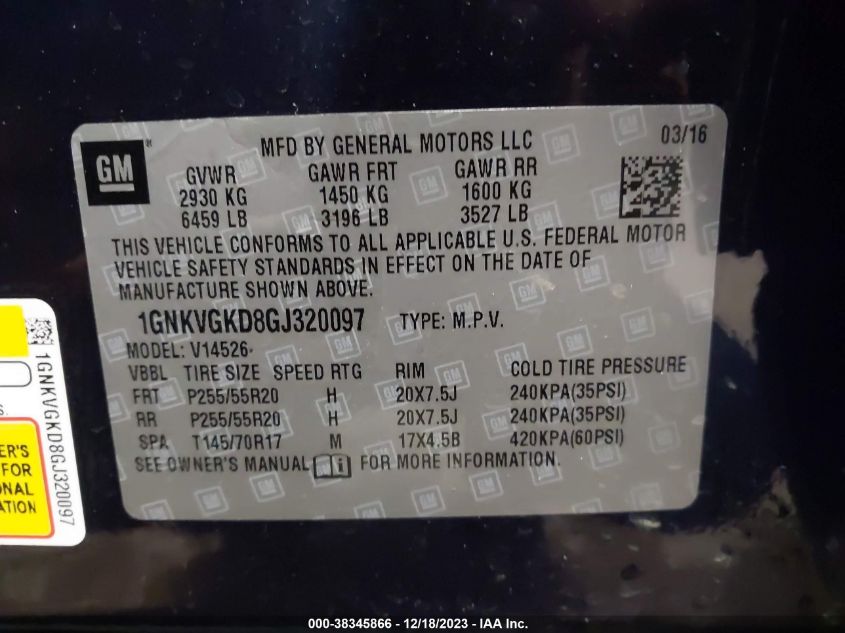 GM
MFD BY GENERAL MOTORS LLC
03/16
GVWR GAWR FRT GAWR RR
2930 KG 1450 KG 1600 KG
6459 LB 3196 LB 3527 LB
THIS VEHICLE CONFORMS TO ALL APPLICABLE U.S. FEDERAL MOTOR
VEHICLE SAFETY STANDARDS IN EFFECT ON THE DATE OF
MANUFACTURE SHOWN ABOVE.
1GNKVGKD8GJ320097 TYPE: M.P.V.
MODEL: V14526
VBBL TIRE SIZE SPEED RTG RIM COLD TIRE PRESSURE
FRT P255/55R20 H 20X7.5J 240KPA(35PSI)
RR P255/55R20 H 20X7.5J 240KPA(35PSI)
SPA T145/70R17 M 17X4.5B 420KPA(60PSI)
SEE OWNER'S MANUAL FOR MORE INFORMATION.
1GNKVGKD8GJ320097
ER'S
FOR
ONAL
ATION
000-38345866 - 12/18/2023 - IAA Inc.